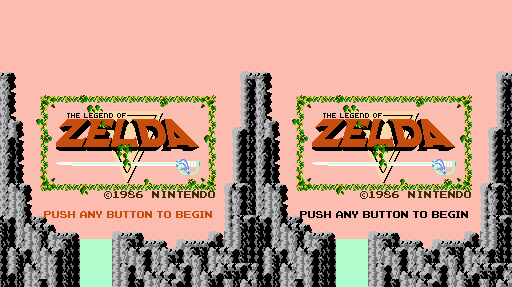 THE LEGEND OF
ZELDA
©1986 NINTENDO
PUSH ANY BUTTON TO BEGIN
THE LEGEND OF
ZELDA
©1986 NINTENDO
PUSH ANY BUTTON TO BEGIN